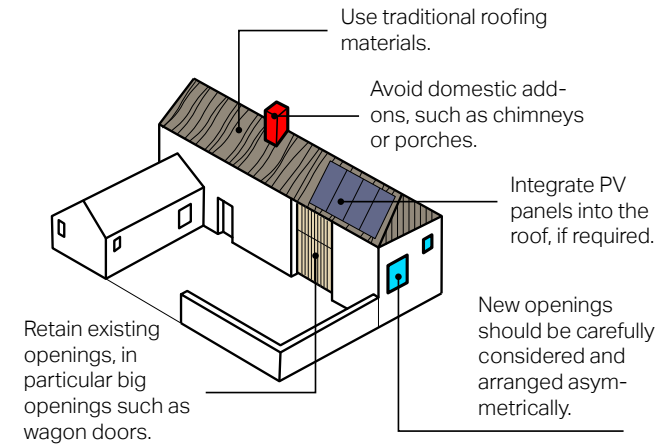 Use traditional roofing
materials.
Avoid domestic add-
ons, such as chimneys
or porches.
Integrate PV
panels into the
roof, if required.
New openings
should be carefully
considered and
arranged asym-
metrically.
Retain existing
openings, in
particular big
openings such as
wagon doors.